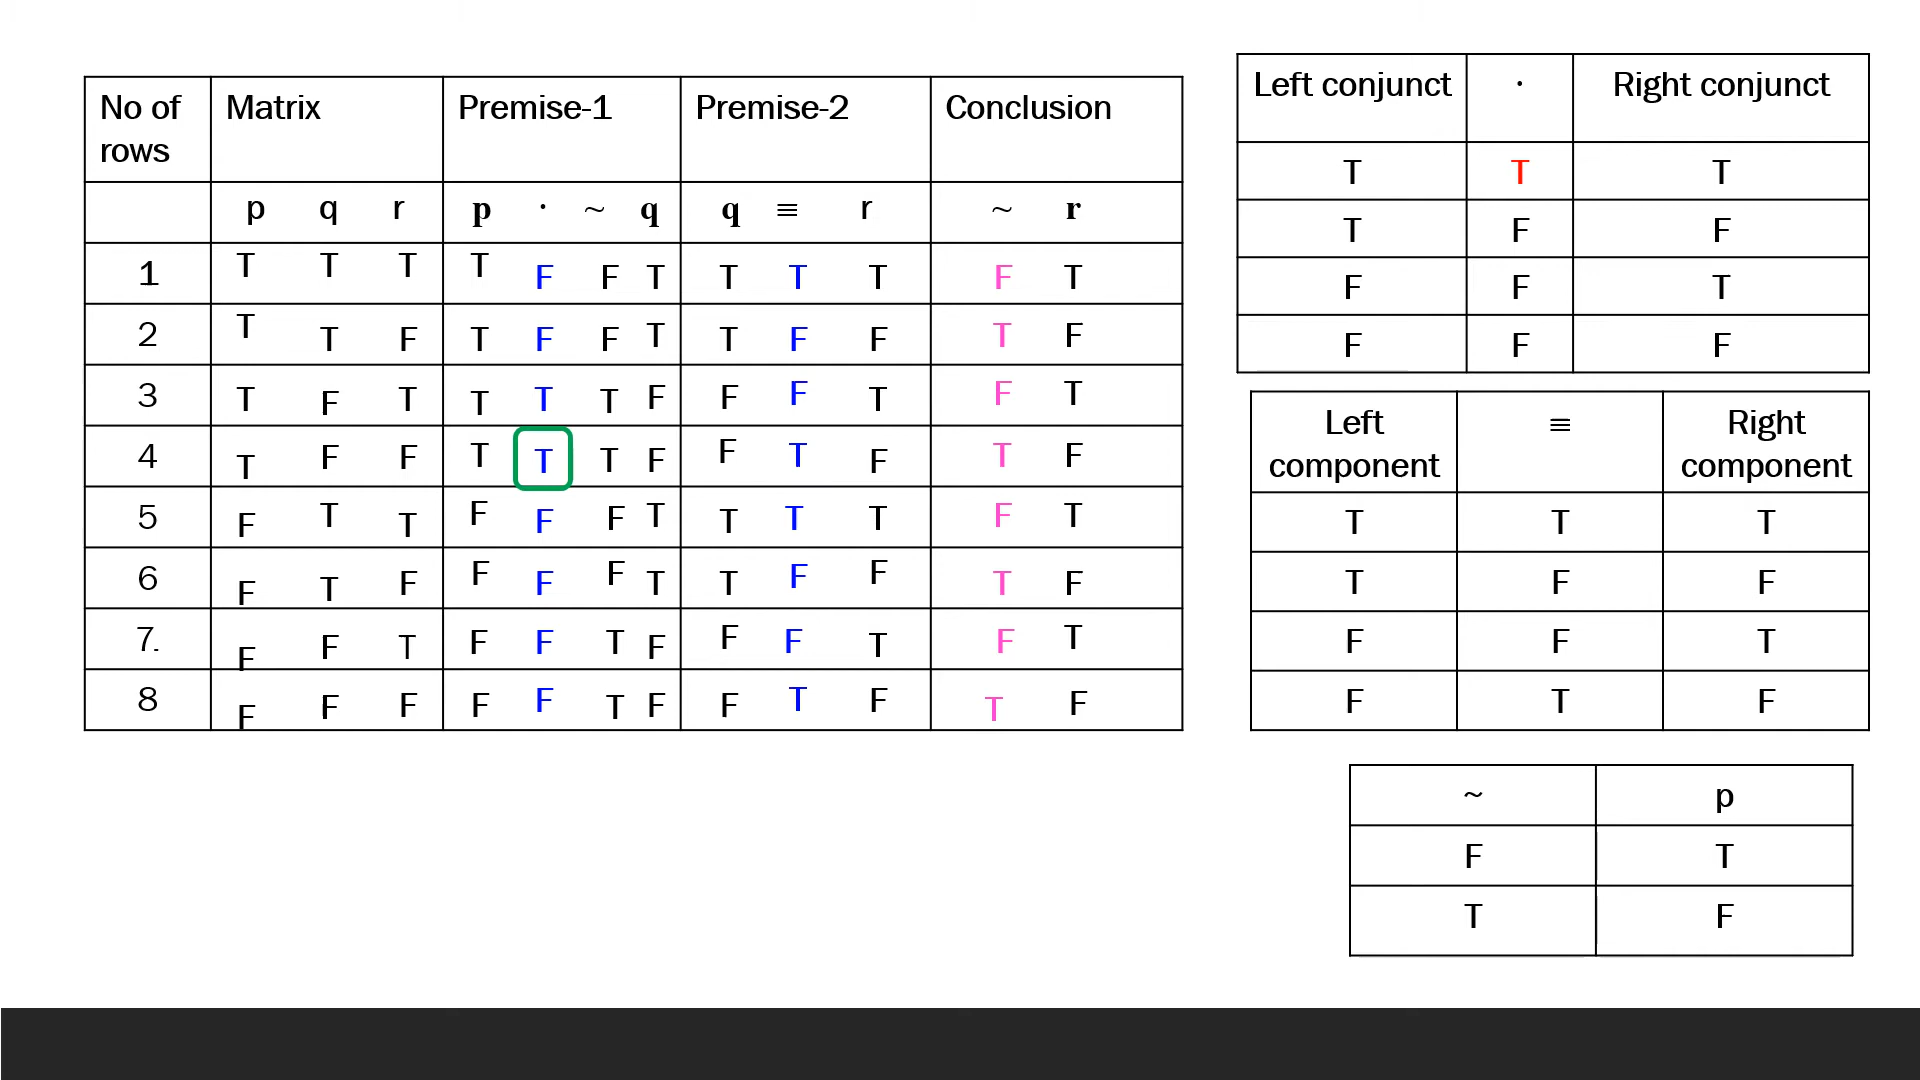 No of rows Matrix Premise-1 Premise-2 Conclusion
p q r p · ~ q q ≡ r ~ r
1 T T T T F F T T T T F T
2 T T F T F F T T F F T F
3 T F T T T T F F F T F T
4 T F F T T T F F T F T F
5 F T T F F F T T T T F T
6 F T F F F F T T F F T F
7. F F T F F T F F F T F T
8 F F F F F T F F T F T F
Left conjunct · Right conjunct
T T T
T F F
F F T
F F F
Left component ≡ Right component
T T T
T F F
F F T
F T F
~ p
F T
T F